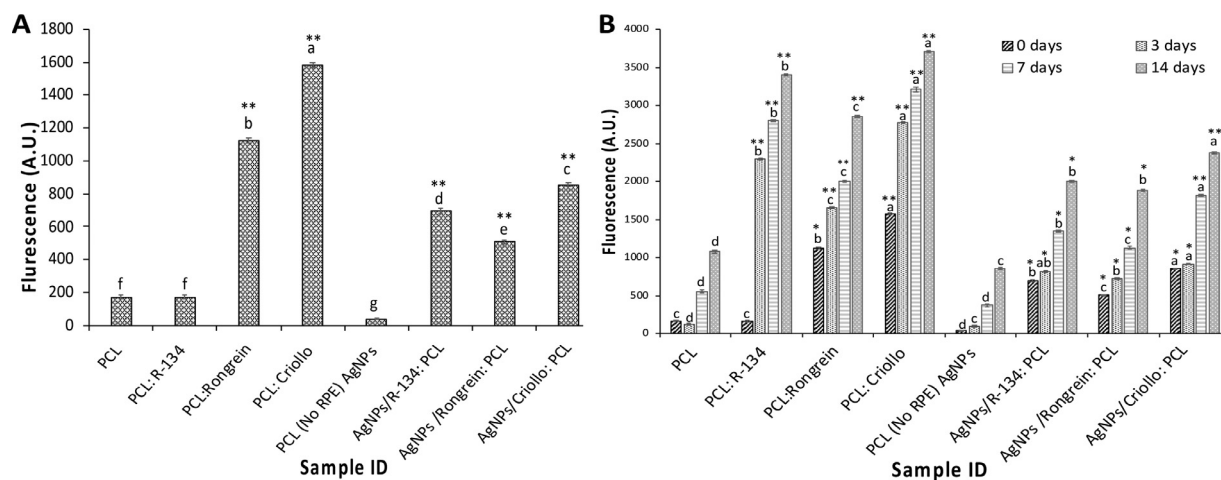 A
Flurescence (A.U.)
1800
1600
1400
1200
1000
800
600
400
200
0
f
f
**
b
**
a
g
**
d
**
e
**
c
PCL
PCL: R-134
PCL:Rongrein
PCL: Criollo
PCL (No RPE) AgNPs
AgNPs/R-134: PCL
AgNPs /Rongrein: PCL
AgNPs/Criollo: PCL
Sample ID
B
Fluorescence (A.U.)
4000
3500
3000
2500
2000
1500
1000
500
0
0 days
3 days
7 days
14 days
c
d
d
d
c
**
b
**
b
**
b
*
b
**
c
**
c
**
c
**
a
**
a
**
a
**
a
d
c
d
c
*
b
*
ab
*
b
*
b
*
c
*
b
*
c
*
b
*
a
*
a
**
a
**
a
PCL
PCL: R-134
PCL:Rongrein
PCL: Criollo
PCL (No RPE) AgNPs
AgNPs/R-134: PCL
AgNPs /Rongrein: PCL
AgNPs/Criollo: PCL
Sample ID